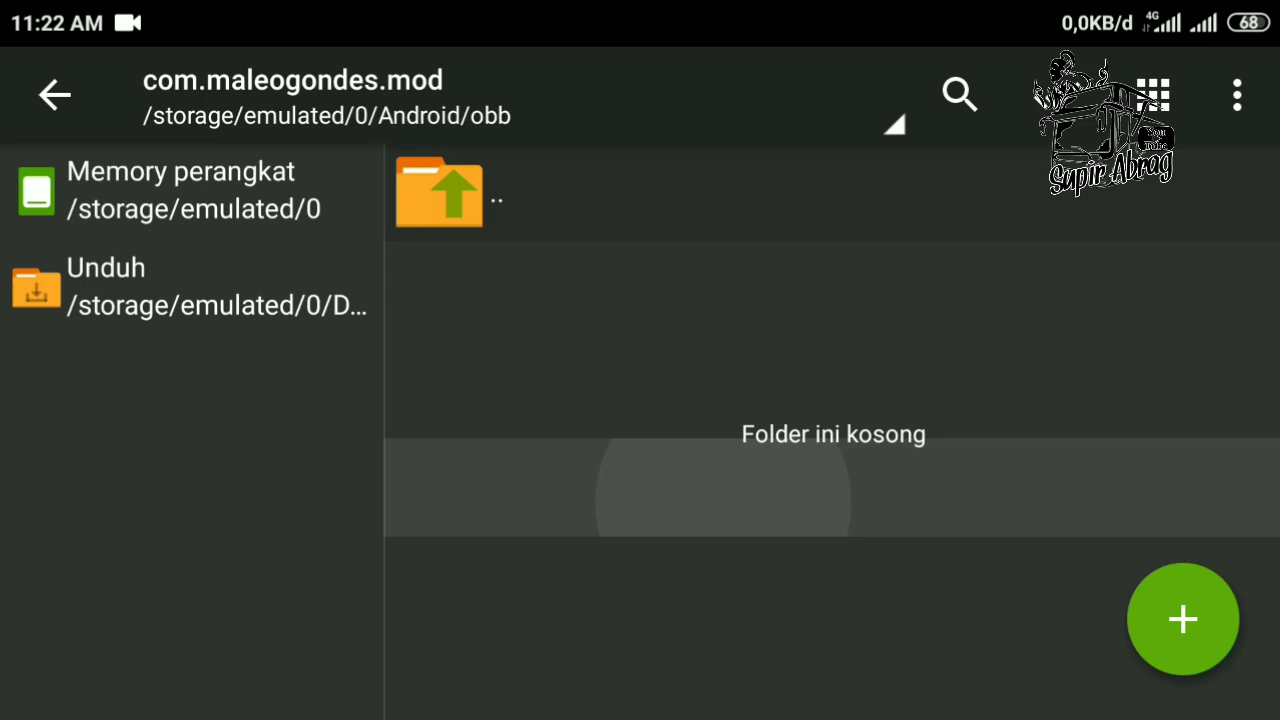 11:22 AM
0,0KB/d 4G 68
com.maleogondes.mod
/storage/emulated/0/Android/obb
Memory perangkat
/storage/emulated/0
Unduh
/storage/emulated/0/D...
..
Folder ini kosong
Supir Abrag